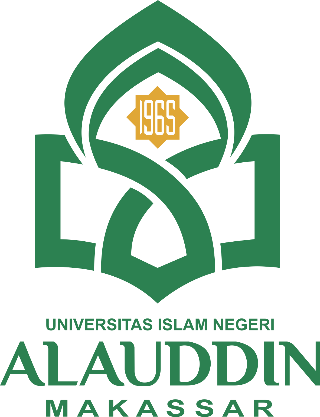 1965
UNIVERSITAS ISLAM NEGERI
ALAUDDIN
MAKASSAR